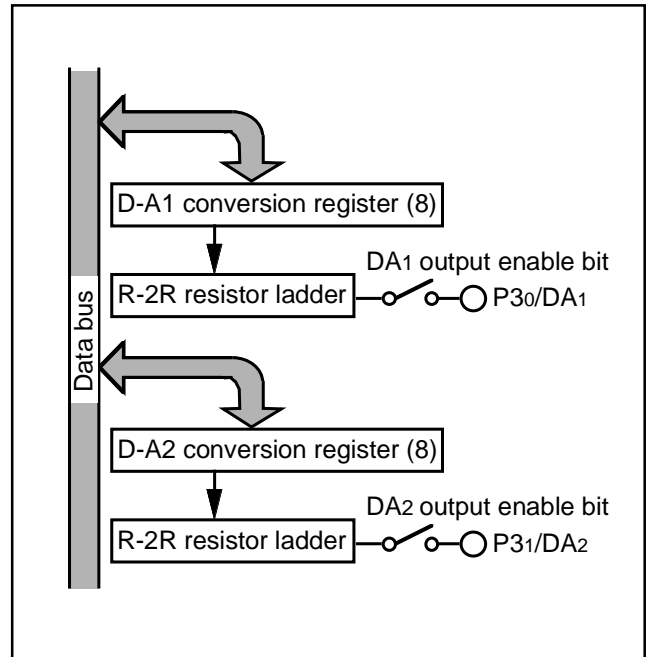 D-A1 conversion register (8)
DA1 output enable bit
R-2R resistor ladder
P30/DA1
Data bus
D-A2 conversion register (8)
DA2 output enable bit
R-2R resistor ladder
P31/DA2